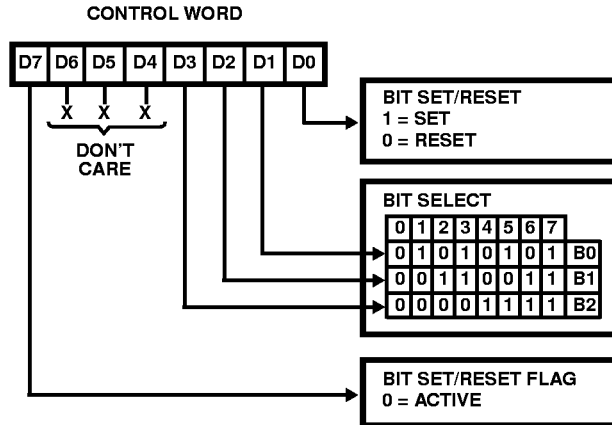 CONTROL WORD
D7 D6 D5 D4 D3 D2 D1 D0
X X X
DON'T
CARE
BIT SET/RESET
1 = SET
0 = RESET
BIT SELECT
0 1 2 3 4 5 6 7
0 1 0 1 0 1 0 1 B0
0 0 1 1 0 0 1 1 B1
0 0 0 0 1 1 1 1 B2
BIT SET/RESET FLAG
0 = ACTIVE